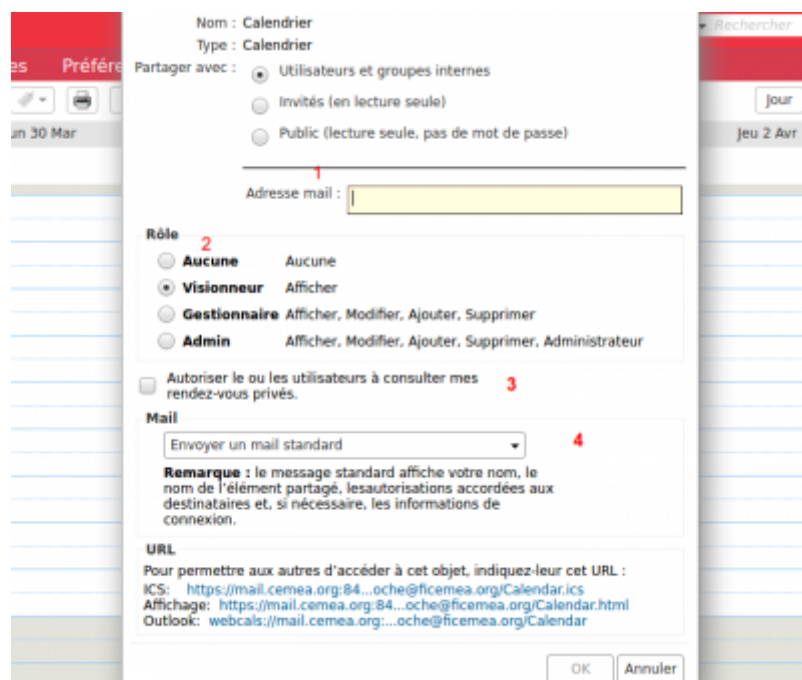 Nom : Calendrier
Rechercher
Type : Calendrier
es Préfére
Partager avec : Utilisateurs et groupes internes
Invités (en lecture seule)
Jour
Public (lecture seule, pas de mot de passe)
un 30 Mar
Jeu 2 Avr
1
Adresse mail :
Rôle
2
Aucune Aucune
Visionneur Afficher
Gestionnaire Afficher, Modifier, Ajouter, Supprimer
Admin Afficher, Modifier, Ajouter, Supprimer, Administrateur
Autoriser le ou les utilisateurs à consulter mes
rendez-vous privés.
3
Mail
Envoyer un mail standard
4
Remarque : le message standard affiche votre nom, le
nom de l'élément partagé, lesautorisations accordées aux
destinataires et, si nécessaire, les informations de
connexion.
URL
Pour permettre aux autres d'accéder à cet objet, indiquez-leur cet URL :
ICS: https://mail.cemea.org:84...oche@ficemea.org/Calendar.ics
Affichage: https://mail.cemea.org:84...oche@ficemea.org/Calendar.html
Outlook: webcals://mail.cemea.org:...oche@ficemea.org/Calendar
OK Annuler